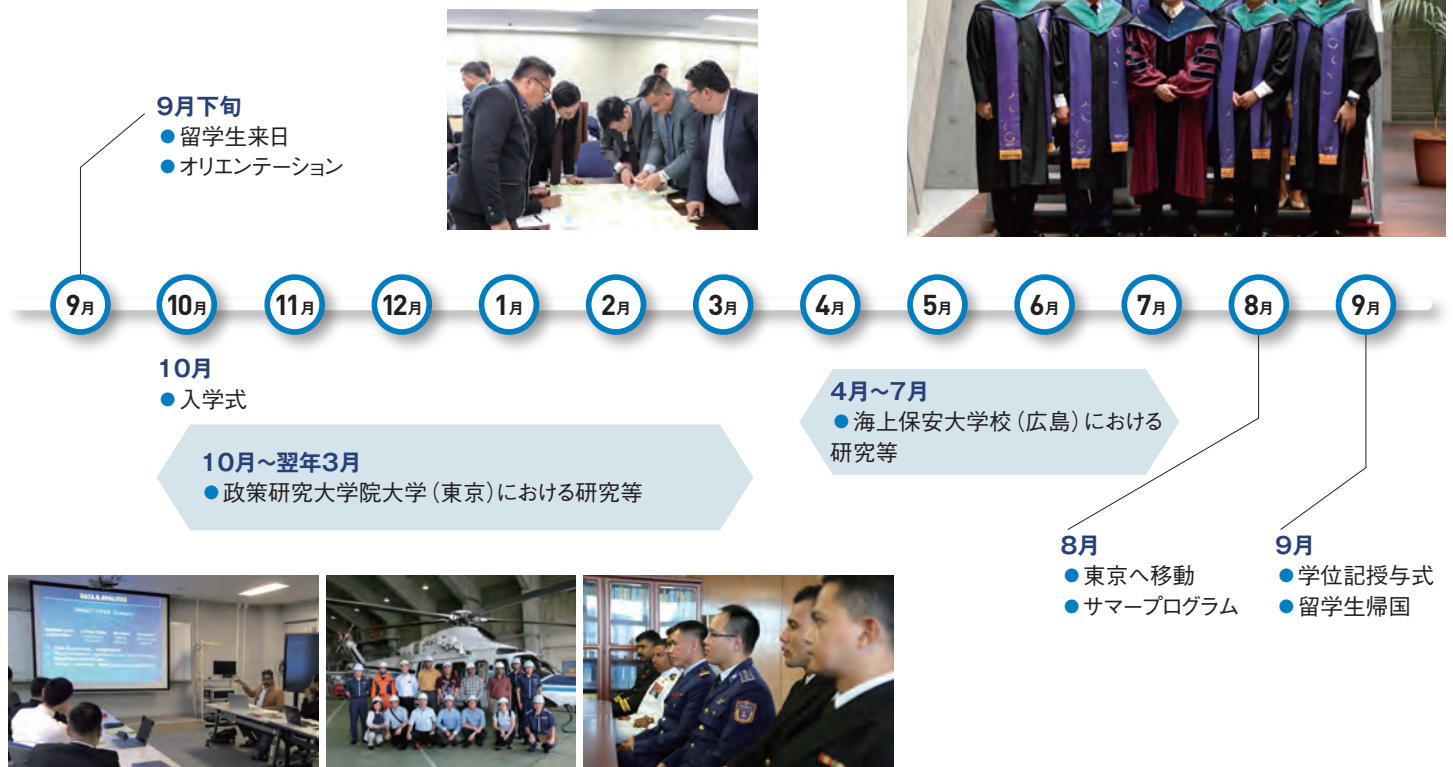 9月下旬
●留学生来日
●オリエンテーション
9月 10月 11月 12月 1月 2月 3月 4月 5月 6月 7月 8月 9月
10月
●入学式
10月~翌年3月
●政策研究大学院大学(東京)における研究等
4月~7月
●海上保安大学校(広島)における
研究等
8月
●東京へ移動
●サマープログラム
9月
●学位記授与式
●留学生帰国
DATA & ANALYSIS